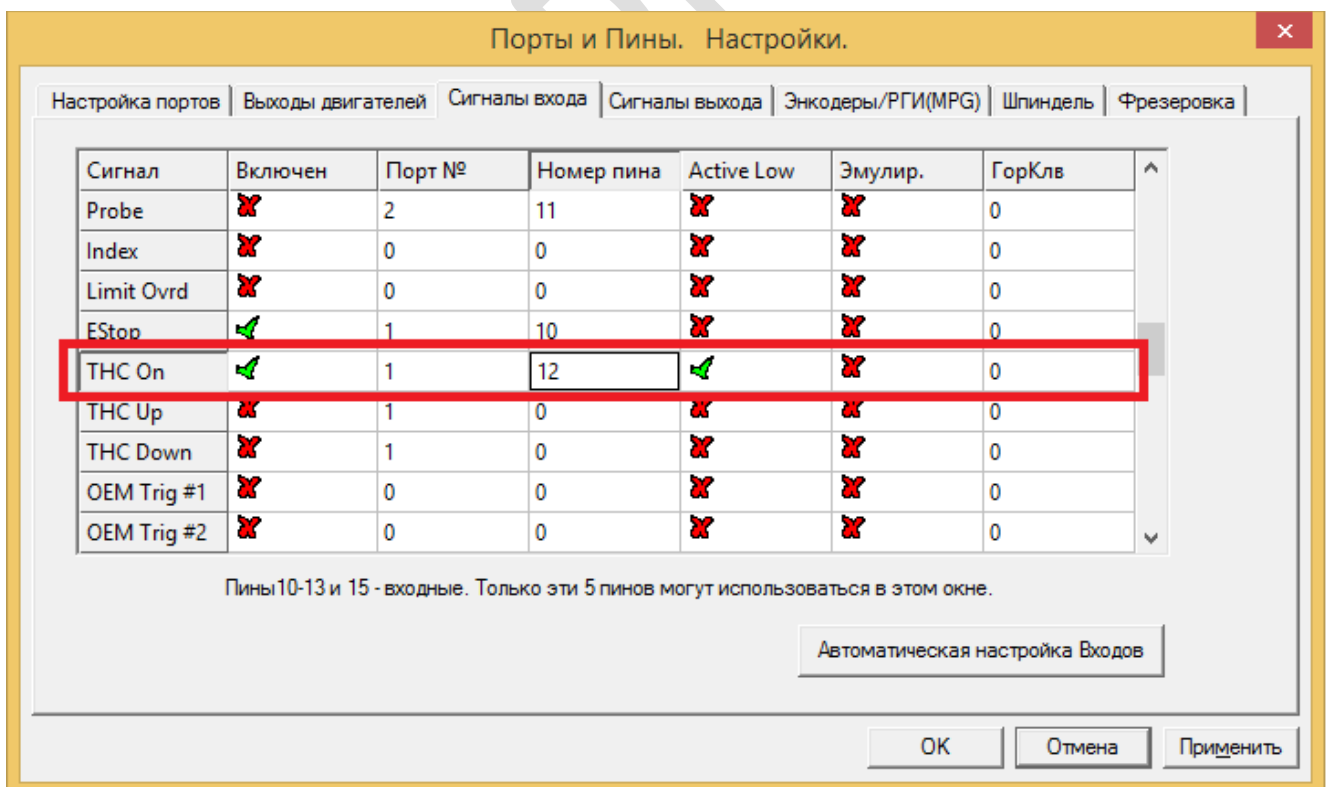 Порты и Пины. Настройки.
Настройка портов Выходы двигателей Сигналы входа Сигналы выхода Энкодеры/РГИ(MPG) Шпиндель Фрезеровка
Сигнал Включен Порт № Номер пина Active Low Эмулир. ГорКлв
Probe 2 11 0
Index 0 0 0
Limit Ovrd 0 0 0
EStop 1 10 0
THC On 1 12 0
THC Up 1 0 0
THC Down 1 0 0
OEM Trig #1 0 0 0
OEM Trig #2 0 0 0
Пины10-13 и 15 - входные. Только эти 5 пинов могут использоваться в этом окне.
Автоматическая настройка Входов
OK Отмена Применить